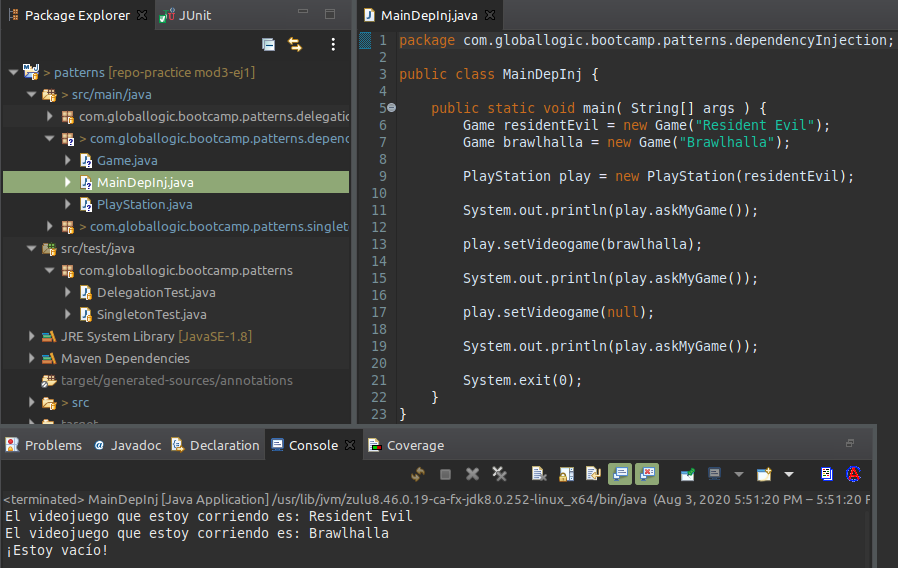 Package Explorer
JUnit
> patterns [repo-practice mod3-ej1]
> src/main/java
com.globallogic.bootcamp.patterns.delegatio
> com.globallogic.bootcamp.patterns.depend
> Game.java
MainDepInj.java
> PlayStation.java
> com.globallogic.bootcamp.patterns.singlet
src/test/java
com.globallogic.bootcamp.patterns
DelegationTest.java
SingletonTest.java
JRE System Library [JavaSE-1.8]
Maven Dependencies
target/generated-sources/annotations
> src
target
MainDepInj.java
1 package com.globallogic.bootcamp.patterns.dependencyInjection;
2
3 public class MainDepInj {
4
5 public static void main( String[] args ) {
6 Game residentEvil = new Game("Resident Evil");
7 Game brawlhalla = new Game("Brawlhalla");
8
9 PlayStation play = new PlayStation(residentEvil);
10
11 System.out.println(play.askMyGame());
12
13 play.setVideogame(brawlhalla);
14
15 System.out.println(play.askMyGame());
16
17 play.setVideogame(null);
18
19 System.out.println(play.askMyGame());
20
21 System.exit(0);
22 }
23 }
Problems @ Javadoc Declaration Console Coverage
<terminated> MainDepInj [Java Application] /usr/lib/jvm/zulu8.46.0.19-ca-fx-jdk8.0.252-linux_x64/bin/java (Aug 3, 2020 5:51:20 PM – 5:51:20 P
El videojuego que estoy corriendo es: Resident Evil
El videojuego que estoy corriendo es: Brawlhalla
¡Estoy vacío!